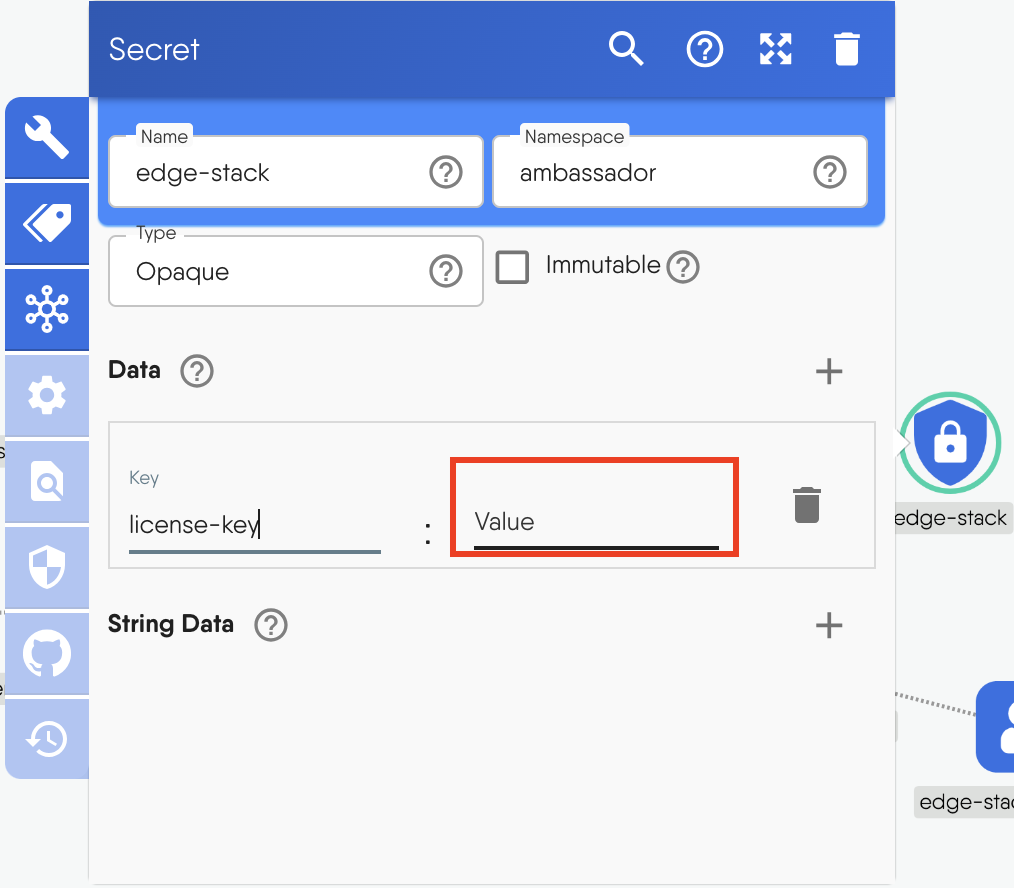 Secret
Name
edge-stack
Namespace
ambassador
Type
Opaque
Immutable
Data
Key
license-key
:
Value
edge-stack
String Data
edge-stac